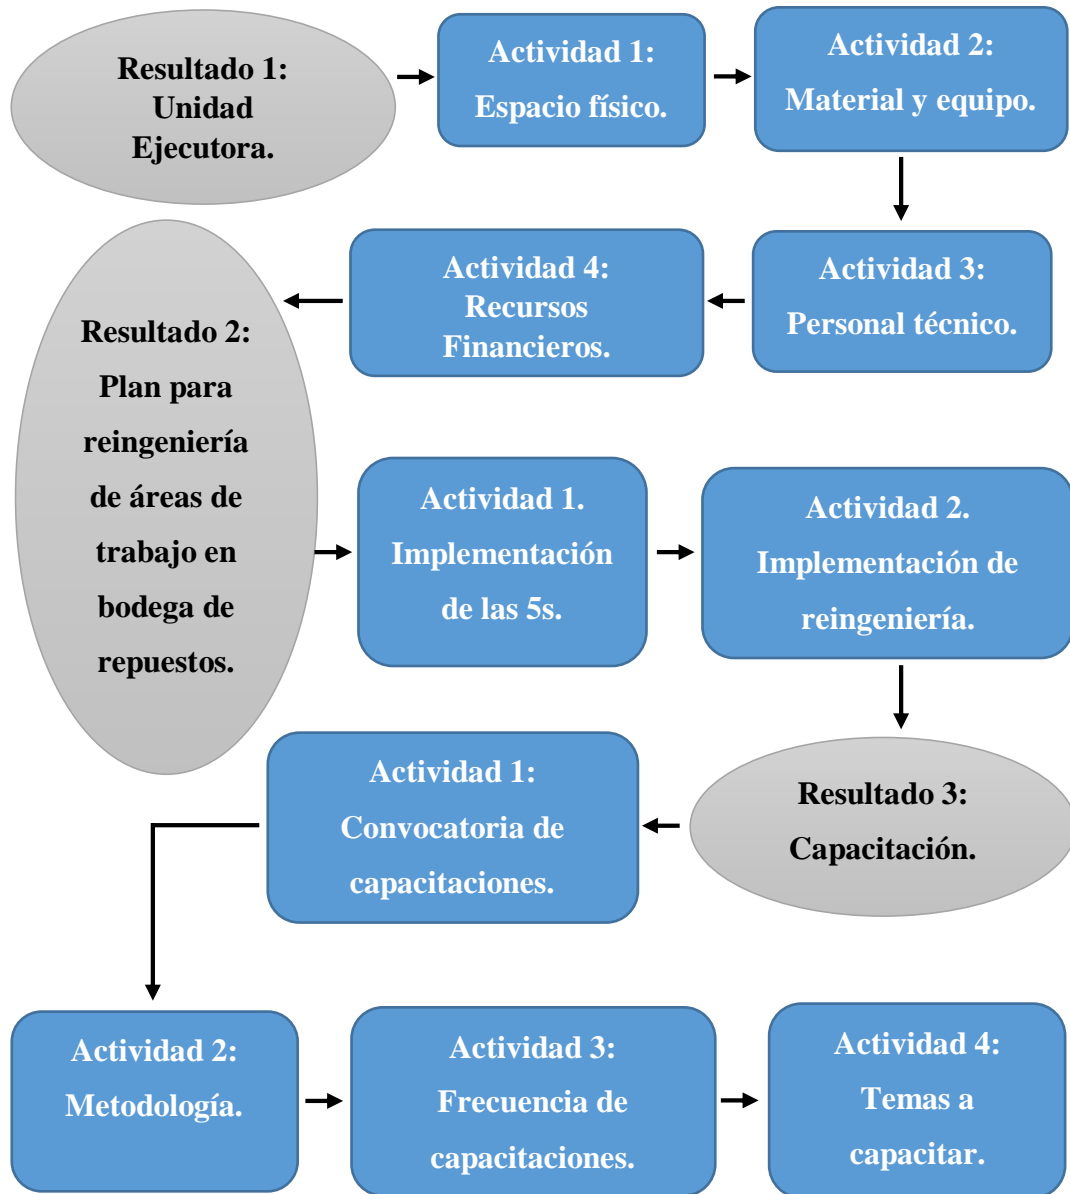 Resultado 1:
Unidad
Ejecutora.
Actividad 1:
Espacio físico.
Actividad 2:
Material y equipo.
Actividad 3:
Personal técnico.
Actividad 4:
Recursos
Financieros.
Resultado 2:
Plan para
reingeniería
de áreas de
trabajo en
bodega de
repuestos.
Actividad 1.
Implementación
de las 5s.
Actividad 2.
Implementación de
reingeniería.
Resultado 3:
Capacitación.
Actividad 1:
Convocatoria de
capacitaciones.
Actividad 2:
Metodología.
Actividad 3:
Frecuencia de
capacitaciones.
Actividad 4:
Temas a
capacitar.